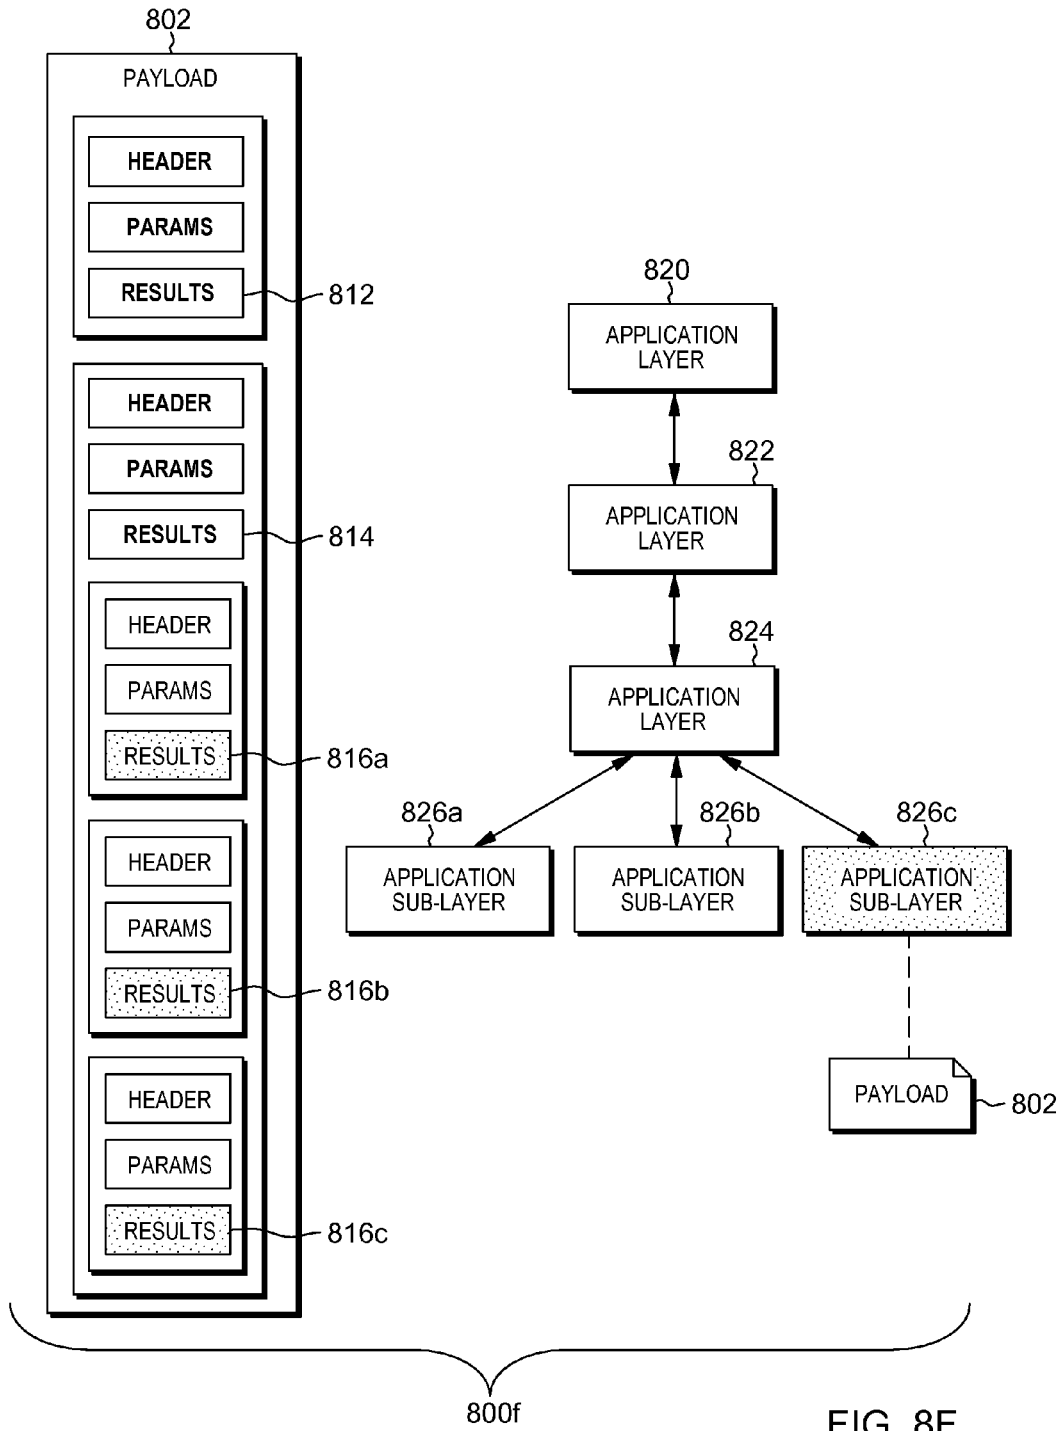 802
PAYLOAD
HEADER
PARAMS
RESULTS
812
HEADER
PARAMS
RESULTS
814
HEADER
PARAMS
RESULTS
816a
HEADER
PARAMS
RESULTS
816b
HEADER
PARAMS
RESULTS
816c
820
APPLICATION
LAYER
822
APPLICATION
LAYER
824
APPLICATION
LAYER
826a
APPLICATION
SUB-LAYER
826b
APPLICATION
SUB-LAYER
826c
APPLICATION
SUB-LAYER
PAYLOAD
802
800f
FIG. 8F